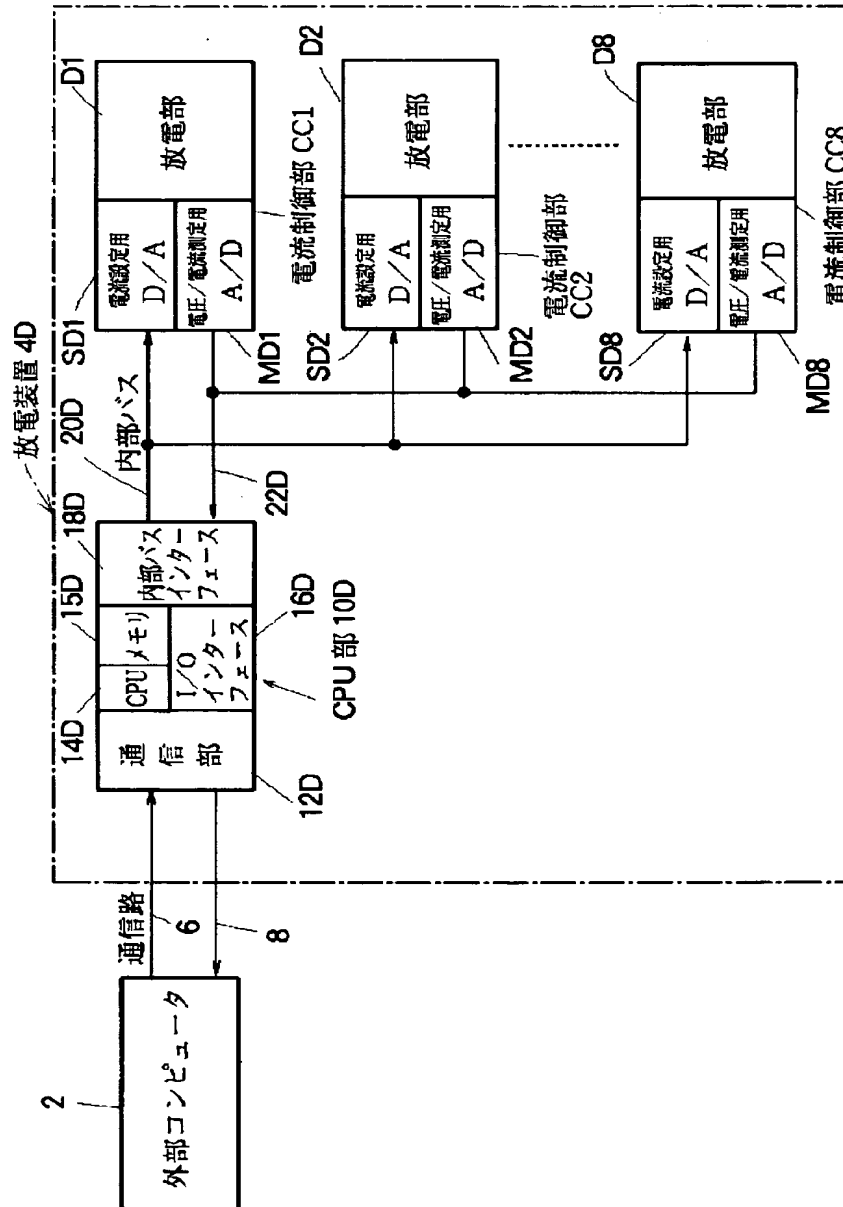 2
外部コンピュータ
通信路
6
8
放電装置 4D
14D
15D
18D
20D
通信部
CPU
メモリ
I/O
インター
フェース
内部バス
インター
フェース
12D
16D
CPU部 10D
内部バス
22D
SD1
D1
電流設定用
D/A
電圧/電流測定用
A/D
放電部
MD1
電流制御部 CC1
SD2
D2
電流設定用
D/A
電圧/電流測定用
A/D
放電部
MD2
電流制御部
CC2
SD8
D8
電流設定用
D/A
電圧/電流測定用
A/D
放電部
MD8
電流制御部 CC8